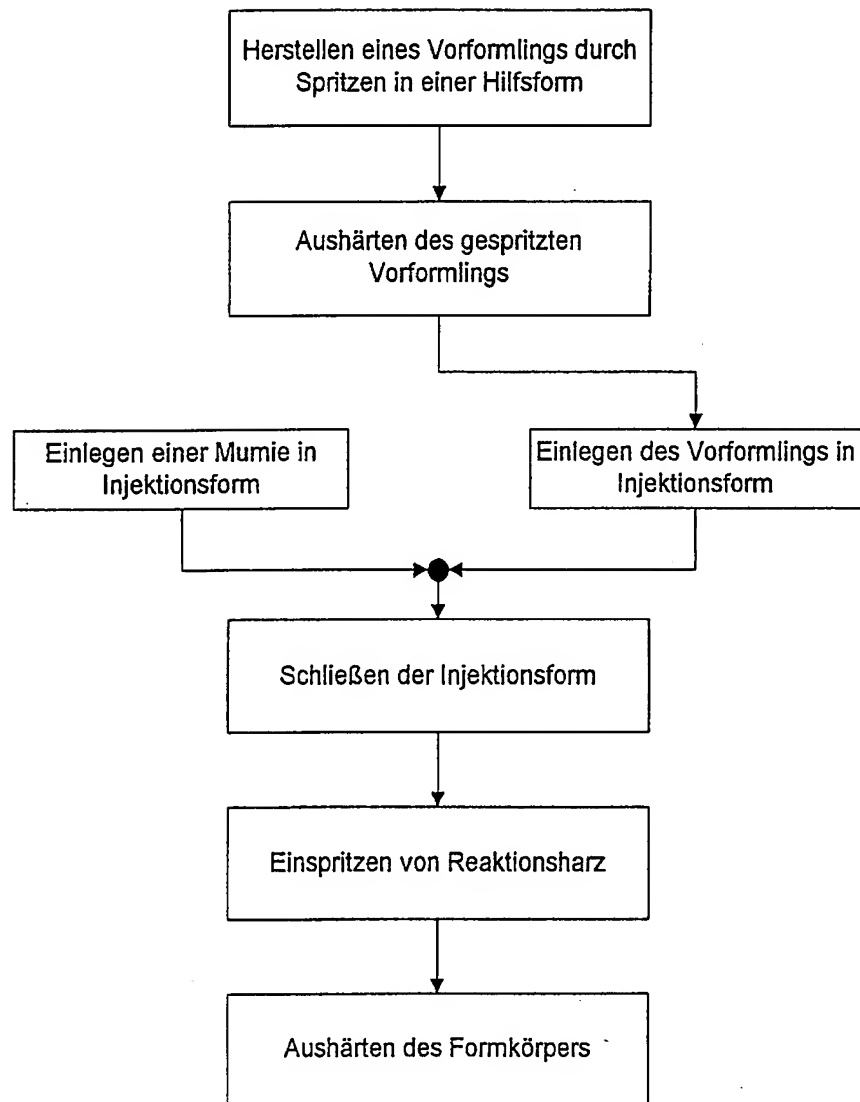 Herstellen eines Vorformlings durch
Spritzen in einer Hilfsform
Aushärten des gespritzten
Vorformlings
Einlegen einer Mumie in
Injektionsform
Einlegen des Vorformlings in
Injektionsform
Schließen der Injektionsform
Einspritzen von Reaktionsharz
Aushärten des Formkörpers